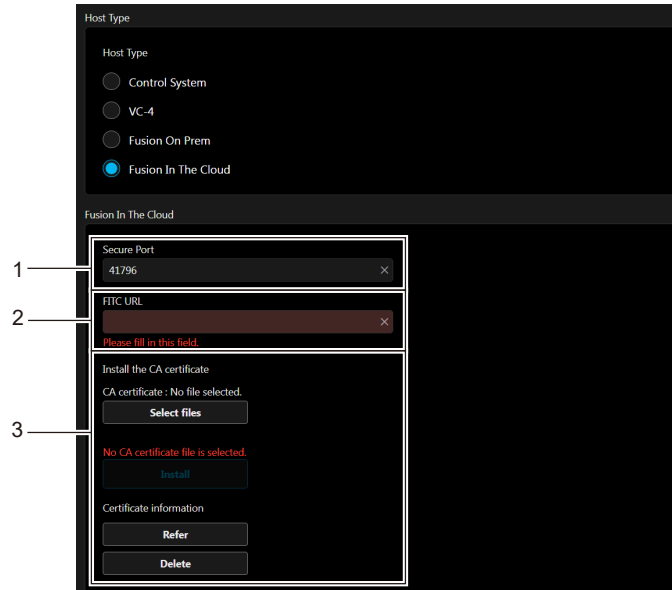 Host Type
Host Type
Control System
VC-4
Fusion On Prem
Fusion In The Cloud
Fusion In The Cloud
1
Secure Port
41796
2
FITC URL
Please fill in this field.
3
Install the CA certificate
CA certificate : No file selected.
Select files
No CA certificate file is selected.
Install
Certificate information
Refer
Delete